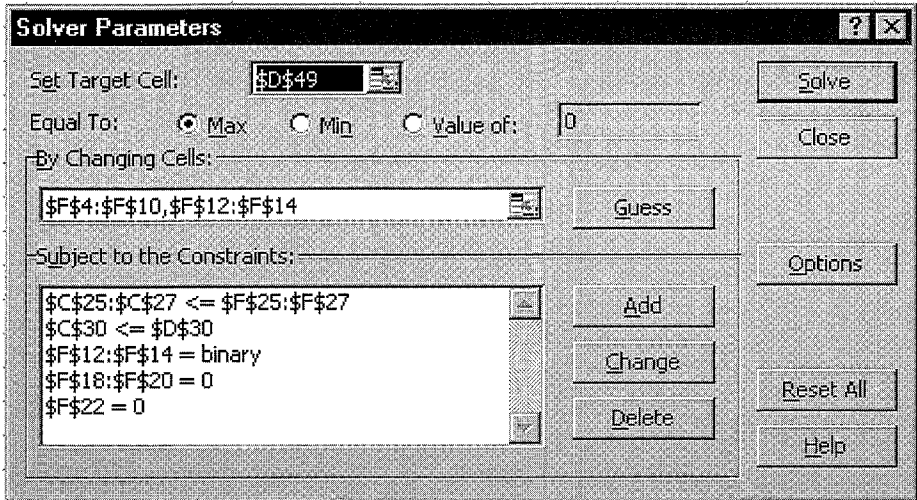 Solver Parameters
Set Target Cell: $D$49 Solve
Equal To: Max Min Value of: 0 Close
By Changing Cells:
$F$4:$F$10,$F$12:$F$14 Guess
Subject to the Constraints: Options
$C$25:$C$27 <= $F$25:$F$27 Add
$C$30 <= $D$30
$F$12:$F$14 = binary Change
$F$18:$F$20 = 0 Reset All
$F$22 = 0 Delete
Help